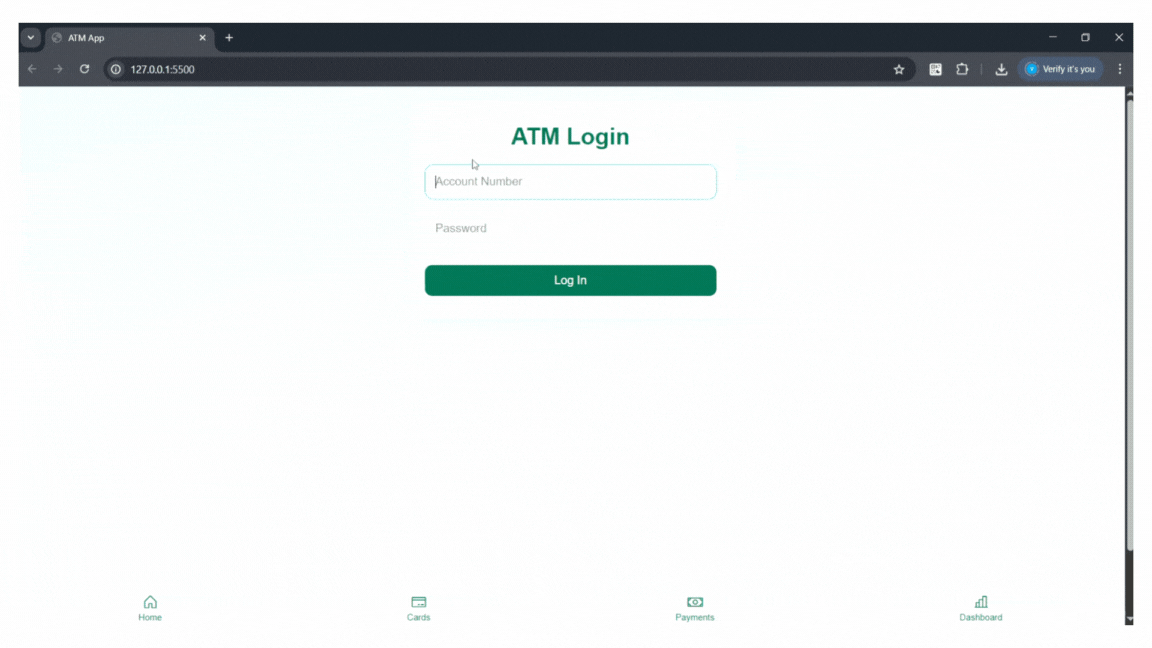 ATM App
127.0.0.1:5500
Verify it's you
ATM Login
Account Number
Password
Log In
Home
Cards
Payments
Dashboard